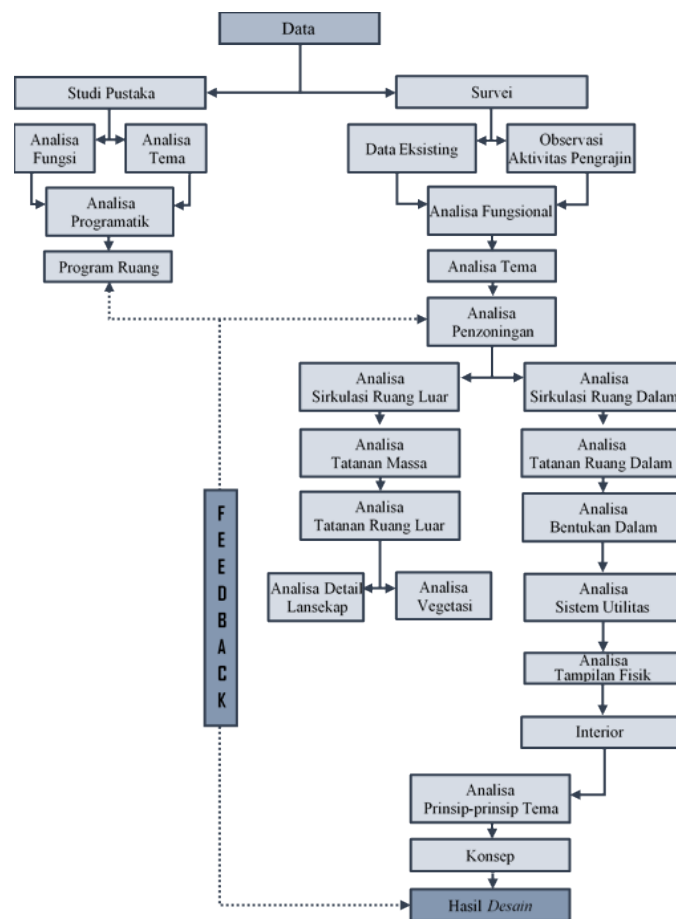 Data
Studi Pustaka
Survei
Analisa
Fungsi
Analisa
Tema
Data Eksisting
Observasi
Aktivitas Pengrajin
Analisa
Programatik
Analisa Fungsional
Program Ruang
Analisa Tema
Analisa
Penzoningan
Analisa
Sirkulasi Ruang Luar
Analisa
Sirkulasi Ruang Dalam
Analisa
Tatanan Massa
Analisa
Tatanan Ruang Dalam
Analisa
Tatanan Ruang Luar
Analisa
Bentukan Dalam
Analisa Detail
Lansekap
Analisa
Vegetasi
Analisa
Sistem Utilitas
FEEDBACK
Analisa
Tampilan Fisik
Interior
Analisa
Prinsip-prinsip Tema
Konsep
Hasil Desain